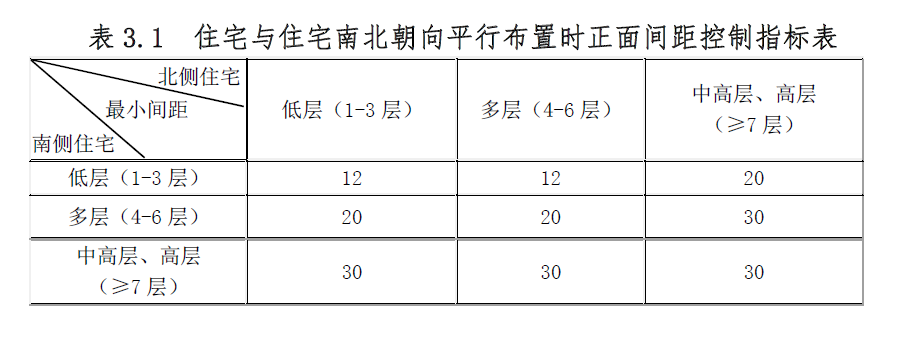 表 3.1 住宅与住宅南北朝向平行布置时正面间距控制指标表
北侧住宅
最小间距
南侧住宅
低层（1-3 层） 多层（4-6 层） 中高层、高层
（≥7 层）
低层（1-3 层） 12 12 20
多层（4-6 层） 20 20 30
中高层、高层
（≥7 层） 30 30 30